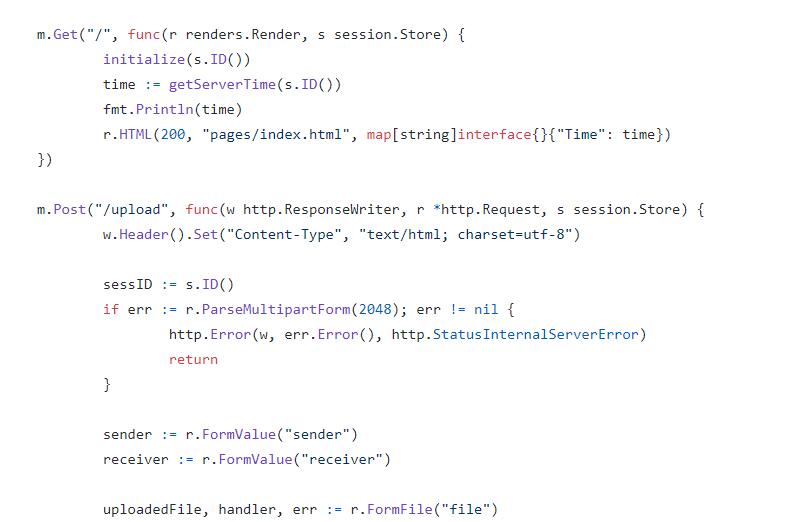 m.Get("/", func(r renders.Render, s session.Store) {
initialize(s.ID())
time := getServerTime(s.ID())
fmt.Println(time)
r.HTML(200, "pages/index.html", map[string]interface{}{"Time": time})
})
m.Post("/upload", func(w http.ResponseWriter, r *http.Request, s session.Store) {
w.Header().Set("Content-Type", "text/html; charset=utf-8")
sessID := s.ID()
if err := r.ParseMultipartForm(2048); err != nil {
http.Error(w, err.Error(), http.StatusInternalServerError)
return
}
sender := r.FormValue("sender")
receiver := r.FormValue("receiver")
uploadedFile, handler, err := r.FormFile("file")